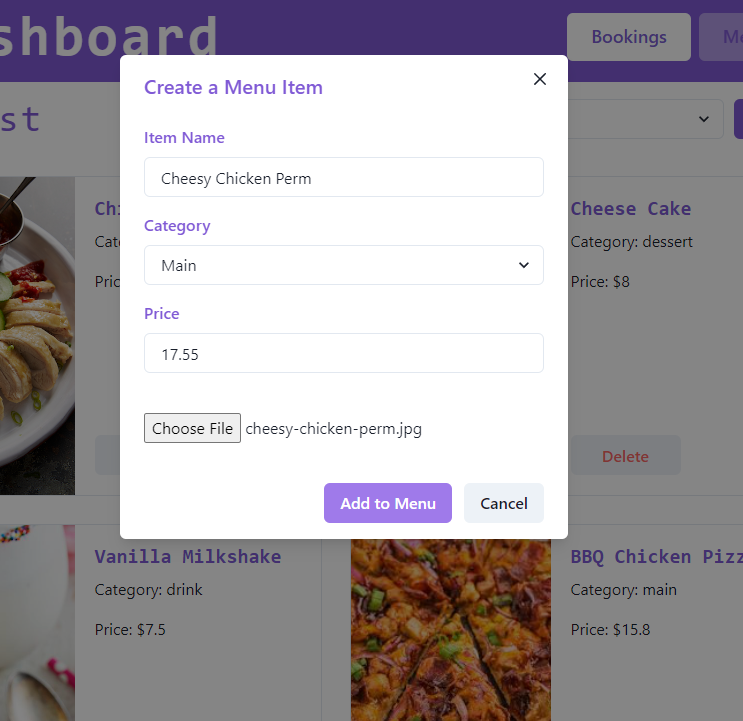 shboard
Bookings
Me
st
Create a Menu Item
Item Name
Cheesy Chicken Perm
Category
Main
Price
17.55
Choose File cheesy-chicken-perm.jpg
Add to Menu Cancel
Chi
Cate
Pric
Cheese Cake
Category: dessert
Price: $8
Delete
Vanilla Milkshake
Category: drink
Price: $7.5
BBQ Chicken Pizz
Category: main
Price: $15.8